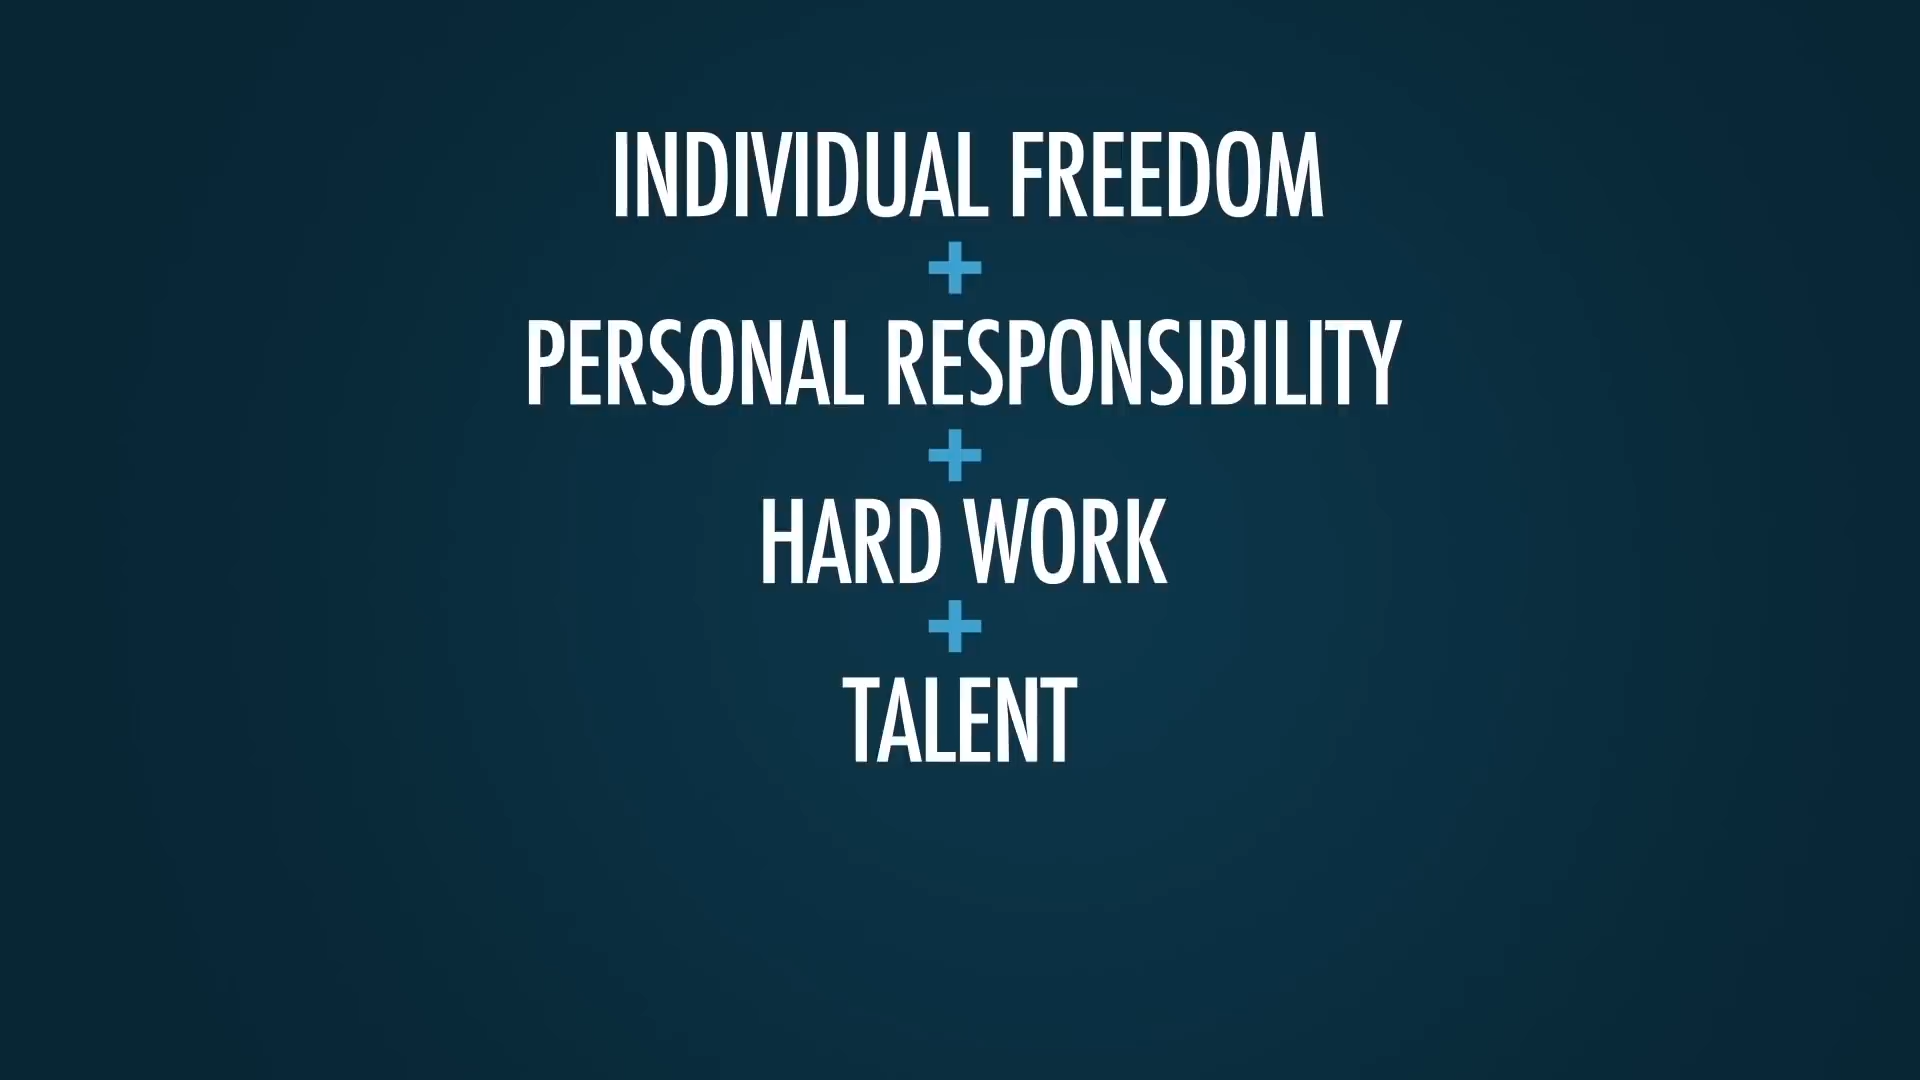 INDIVIDUAL FREEDOM
+
PERSONAL RESPONSIBILITY
+
HARD WORK
+
TALENT